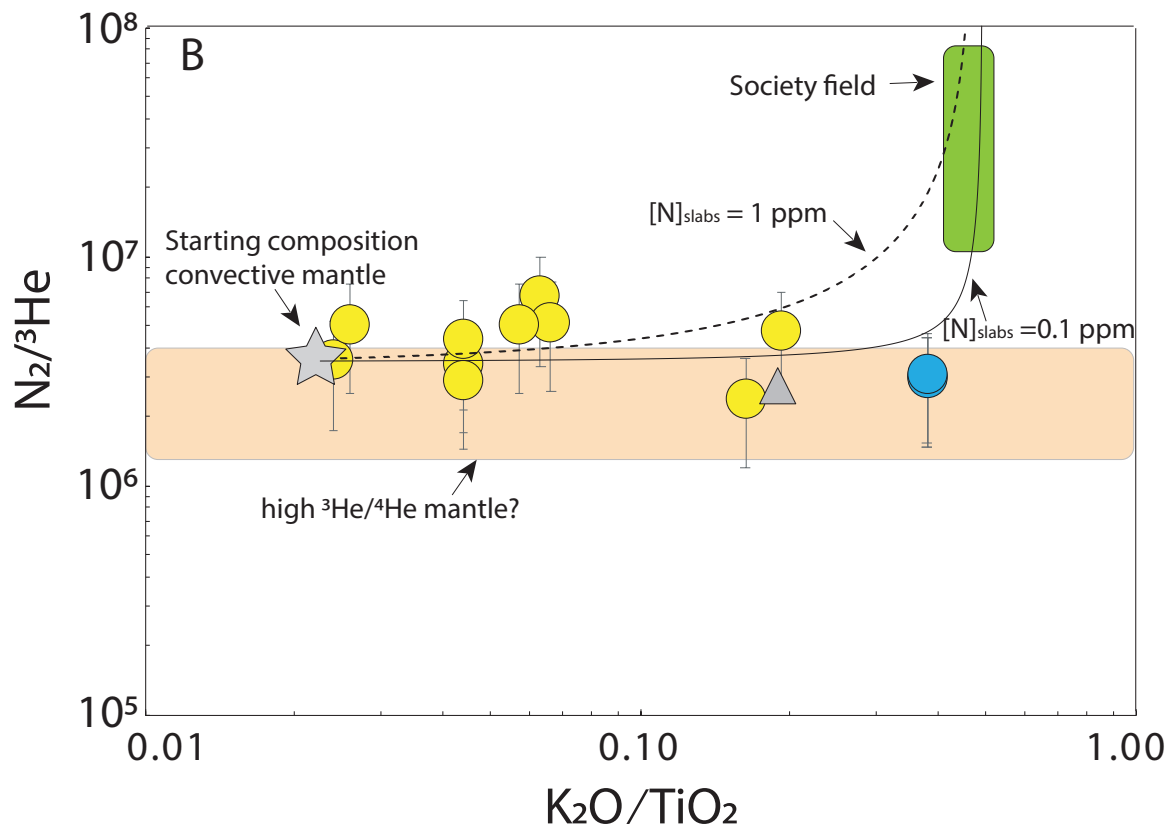 B
10⁸
10⁷
10⁶
10⁵
N₂/³He
Society field
[N]slabs = 1 ppm
Starting composition
convective mantle
[N]slabs =0.1 ppm
high ³He/⁴He mantle?
0.01
0.10
1.00
K₂O/TiO₂